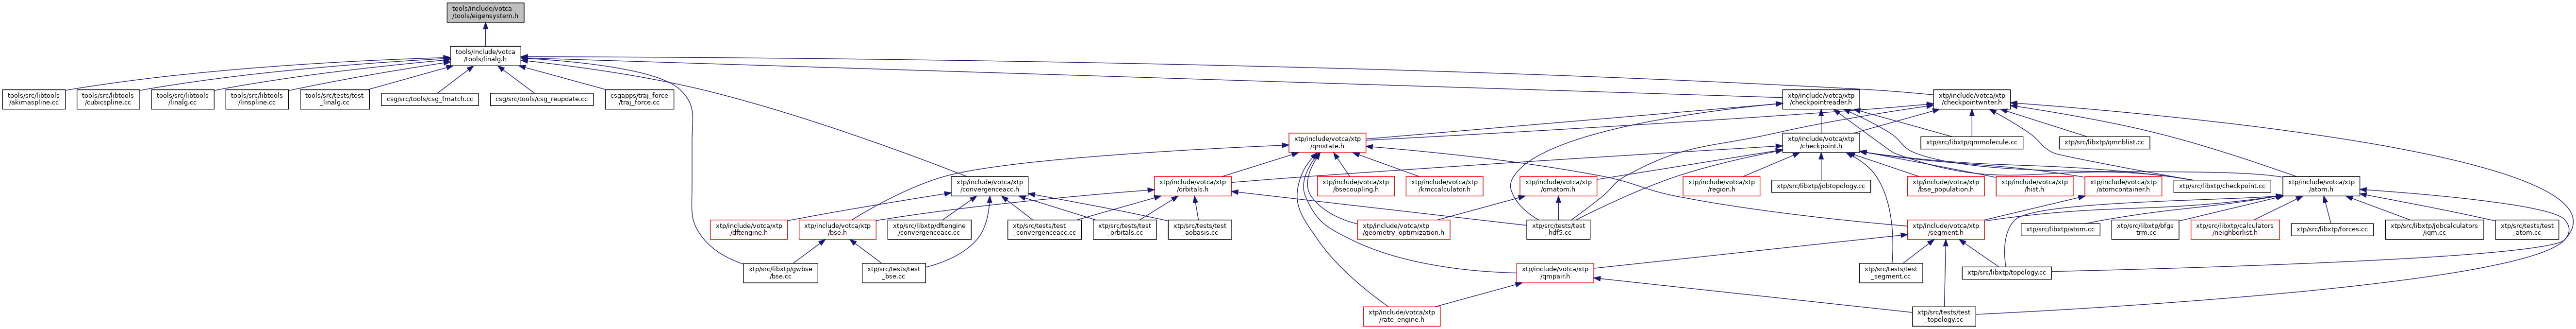 tools/include/votca
/tools/eigensystem.h
tools/include/votca
/tools/linalg.h
tools/src/libtools
/akimaspline.cc
tools/src/libtools
/cubicspline.cc
tools/src/libtools
/linalg.cc
tools/src/libtools
/linspline.cc
tools/src/tests/test
_linalg.cc
csg/src/tools/csg_fmatch.cc
csg/src/tools/csg_reupdate.cc
csgapps/traj_force
/traj_force.cc
xtp/include/votca/xtp
/checkpointreader.h
xtp/include/votca/xtp
/checkpointwriter.h
xtp/include/votca/xtp
/qmstate.h
xtp/include/votca/xtp
/checkpoint.h
xtp/src/libxtp/qmmolecule.cc
xtp/src/libxtp/qmnblist.cc
xtp/include/votca/xtp
/convergenceacc.h
xtp/include/votca/xtp
/orbitals.h
xtp/include/votca/xtp
/bsecoupling.h
xtp/include/votca/xtp
/kmccalculator.h
xtp/include/votca/xtp
/qmatom.h
xtp/include/votca/xtp
/region.h
xtp/src/libxtp/jobtopology.cc
xtp/include/votca/xtp
/bse_population.h
xtp/include/votca/xtp
/hist.h
xtp/include/votca/xtp
/atomcontainer.h
xtp/src/libxtp/checkpoint.cc
xtp/include/votca/xtp
/atom.h
xtp/include/votca/xtp
/dftengine.h
xtp/include/votca/xtp
/bse.h
xtp/src/libxtp/dftengine
/convergenceacc.cc
xtp/src/tests/test
_convergenceacc.cc
xtp/src/tests/test
_orbitals.cc
xtp/src/tests/test
_aobasis.cc
xtp/include/votca/xtp
/geometry_optimization.h
xtp/src/tests/test
_hdf5.cc
xtp/include/votca/xtp
/segment.h
xtp/src/libxtp/atom.cc
xtp/src/libxtp/bfgs
-trm.cc
xtp/src/libxtp/calculators
/neighborlist.h
xtp/src/libxtp/forces.cc
xtp/src/libxtp/jobcalculators
/iqm.cc
xtp/src/tests/test
_atom.cc
xtp/src/libxtp/gwbse
/bse.cc
xtp/src/tests/test
_bse.cc
xtp/include/votca/xtp
/qmpair.h
xtp/src/tests/test
_segment.cc
xtp/src/libxtp/topology.cc
xtp/include/votca/xtp
/rate_engine.h
xtp/src/tests/test
_topology.cc